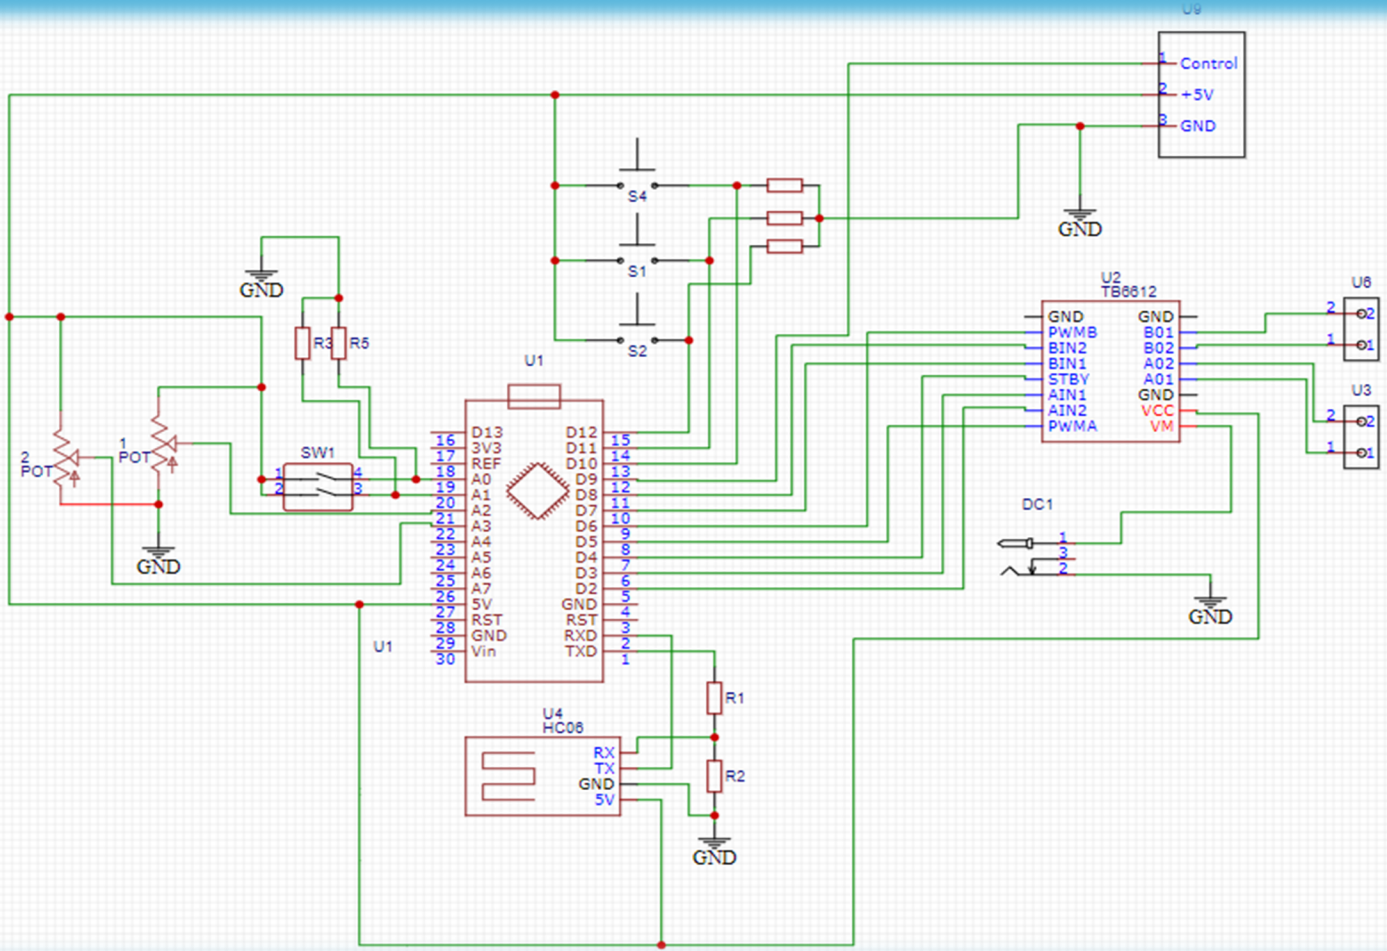 U9
1 Control
2 +5V
3 GND
GND
S4
S1
S2
GND
R3 R5
U2
TB6612
GND GND
PWMB B01
BIN2 B02
BIN1 A02
STBY A01
AIN1 GND
AIN2 VCC
PWMA VM
U6
2 2
1 1
U3
2 2
1 1
2
POT
1
POT
GND
SW1
1 4
2 3
U1
D13 D12
16 15
3V3 D11
17 14
REF D10
18 13
A0 D9
19 12
A1 D8
20 11
A2 D7
21 10
A3 D6
22 9
A4 D5
23 8
A5 D4
24 7
A6 D3
25 6
A7 D2
26 5
5V GND
27 4
RST RST
28 3
GND RXD
29 2
Vin TXD
30 1
U1
DC1
1
3
2
GND
R1
R2
GND
U4
HC06
RX
TX
GND
5V